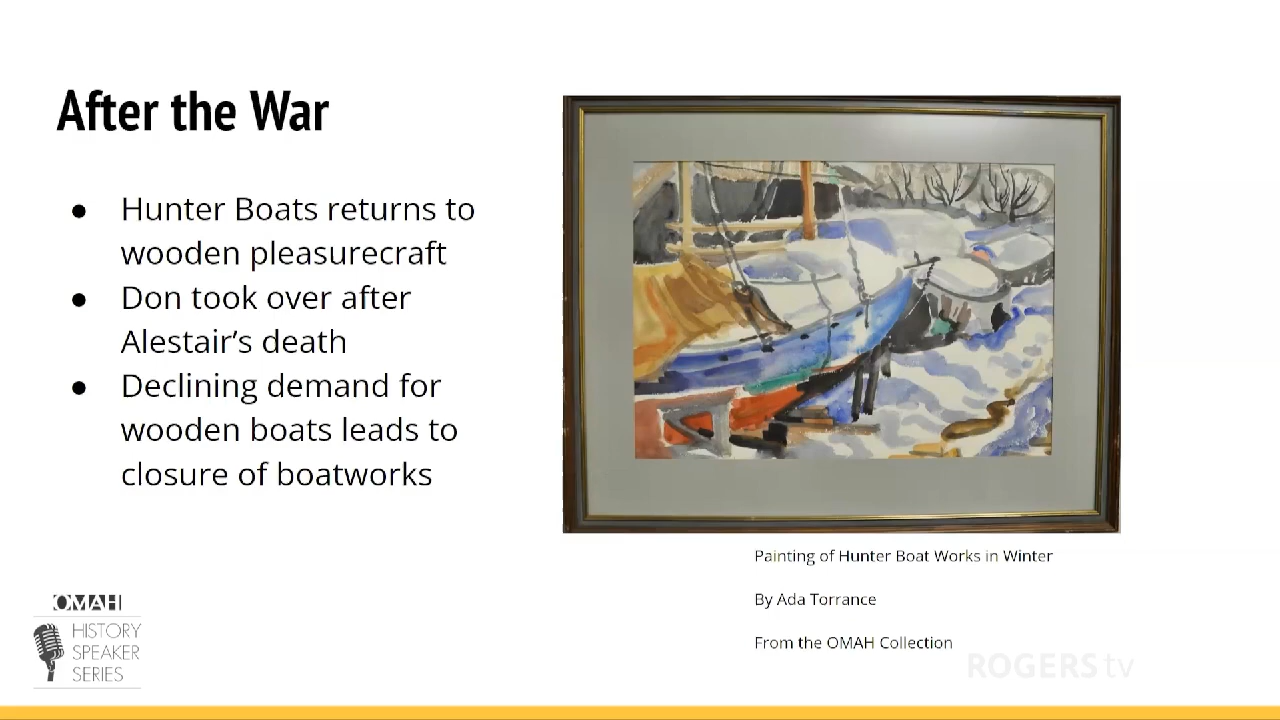 After the War
● Hunter Boats returns to
wooden pleasurecraft
● Don took over after
Alestair's death
● Declining demand for
wooden boats leads to
closure of boatworks
Painting of Hunter Boat Works in Winter
By Ada Torrance
From the OMAH Collection
OMAH
HISTORY
SPEAKER
SERIES
ROGERS tv